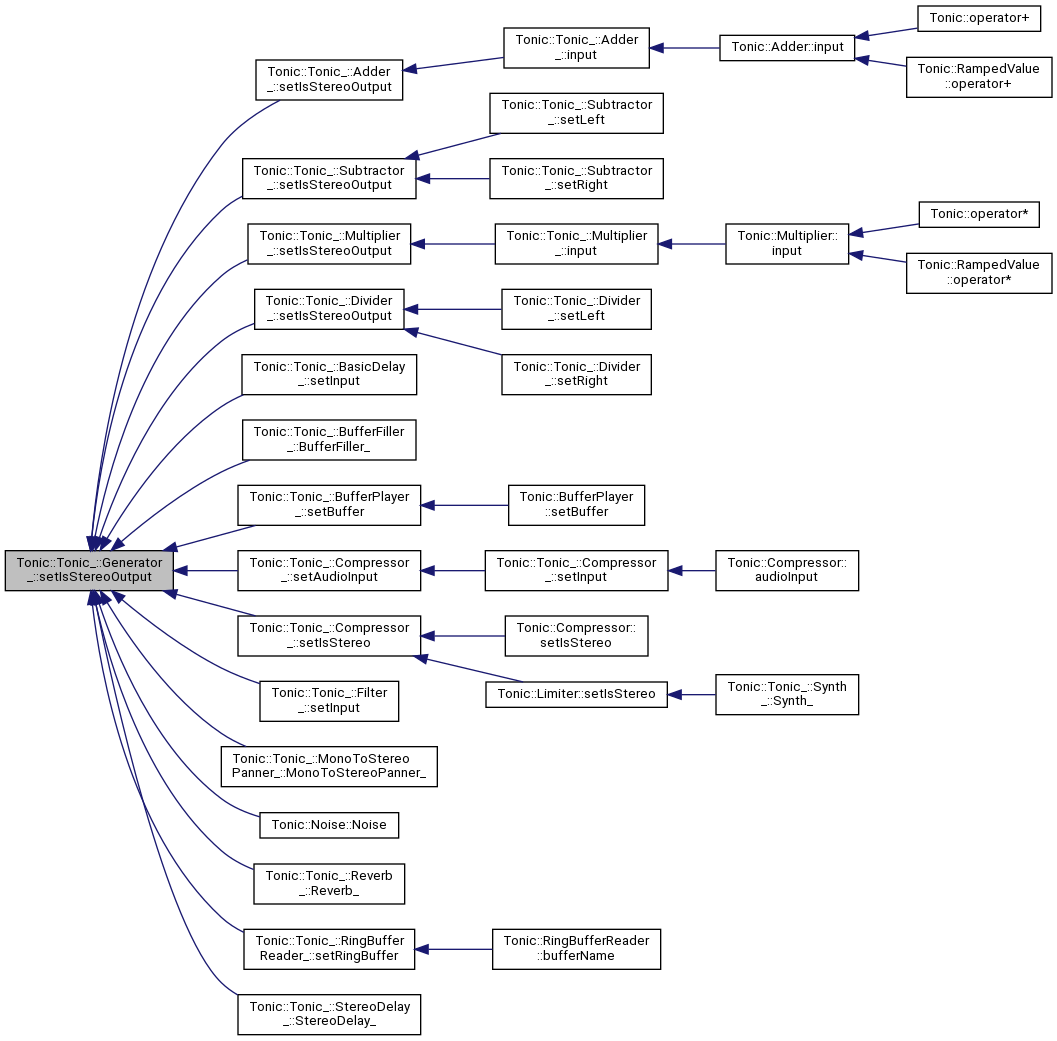 Tonic::operator+
Tonic::Tonic_::Adder
_::input
Tonic::Adder::input
Tonic::Tonic_::Adder
_::setIsStereoOutput
Tonic::RampedValue
::operator+
Tonic::Tonic_::Subtractor
_::setLeft
Tonic::Tonic_::Subtractor
_::setIsStereoOutput
Tonic::Tonic_::Subtractor
_::setRight
Tonic::operator*
Tonic::Tonic_::Multiplier
_::setIsStereoOutput
Tonic::Tonic_::Multiplier
_::input
Tonic::Multiplier::
input
Tonic::RampedValue
::operator*
Tonic::Tonic_::Divider
_::setIsStereoOutput
Tonic::Tonic_::Divider
_::setLeft
Tonic::Tonic_::Divider
_::setRight
Tonic::Tonic_::BasicDelay
_::setInput
Tonic::Tonic_::BufferFiller
_::BufferFiller_
Tonic::Tonic_::BufferPlayer
_::setBuffer
Tonic::BufferPlayer
::setBuffer
Tonic::Tonic_::Generator
_::setIsStereoOutput
Tonic::Tonic_::Compressor
_::setAudioInput
Tonic::Tonic_::Compressor
_::setInput
Tonic::Compressor::
audioInput
Tonic::Tonic_::Compressor
_::setIsStereo
Tonic::Compressor::
setIsStereo
Tonic::Limiter::setIsStereo
Tonic::Tonic_::Synth
_::Synth_
Tonic::Tonic_::Filter
_::setInput
Tonic::Tonic_::MonoToStereo
Panner_::MonoToStereoPanner_
Tonic::Noise::Noise
Tonic::Tonic_::Reverb
_::Reverb_
Tonic::Tonic_::RingBuffer
Reader_::setRingBuffer
Tonic::RingBufferReader
::bufferName
Tonic::Tonic_::StereoDelay
_::StereoDelay_